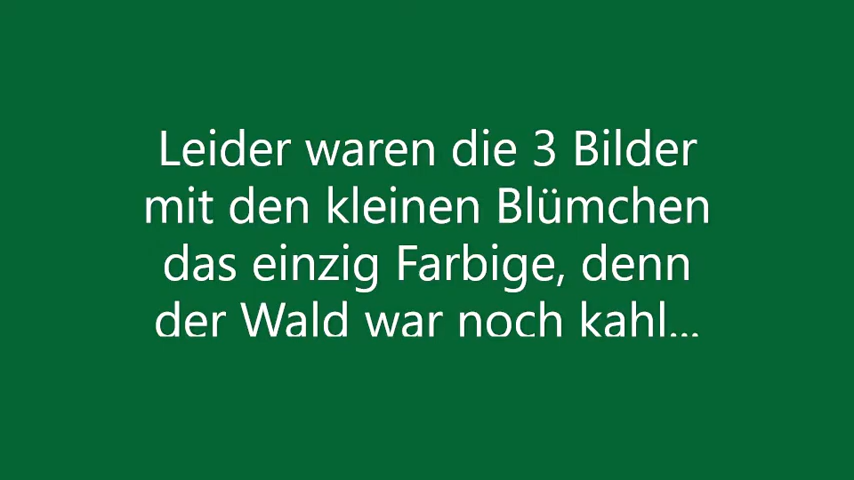 Leider waren die 3 Bilder
mit den kleinen Blümchen
das einzig Farbige, denn
der Wald war noch kahl...